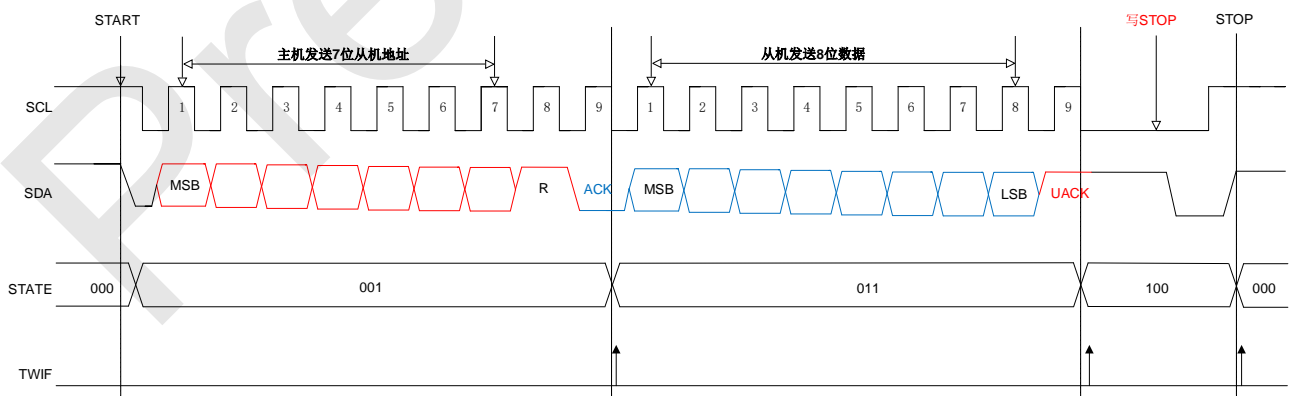 START
写STOP
STOP
主机发送7位从机地址
从机发送8位数据
SCL
1 2 3 4 5 6 7 8 9 1 2 3 4 5 6 7 8 9
SDA
MSB R ACK MSB LSB UACK
STATE
000 001 011 100 000
TWIF
Pre